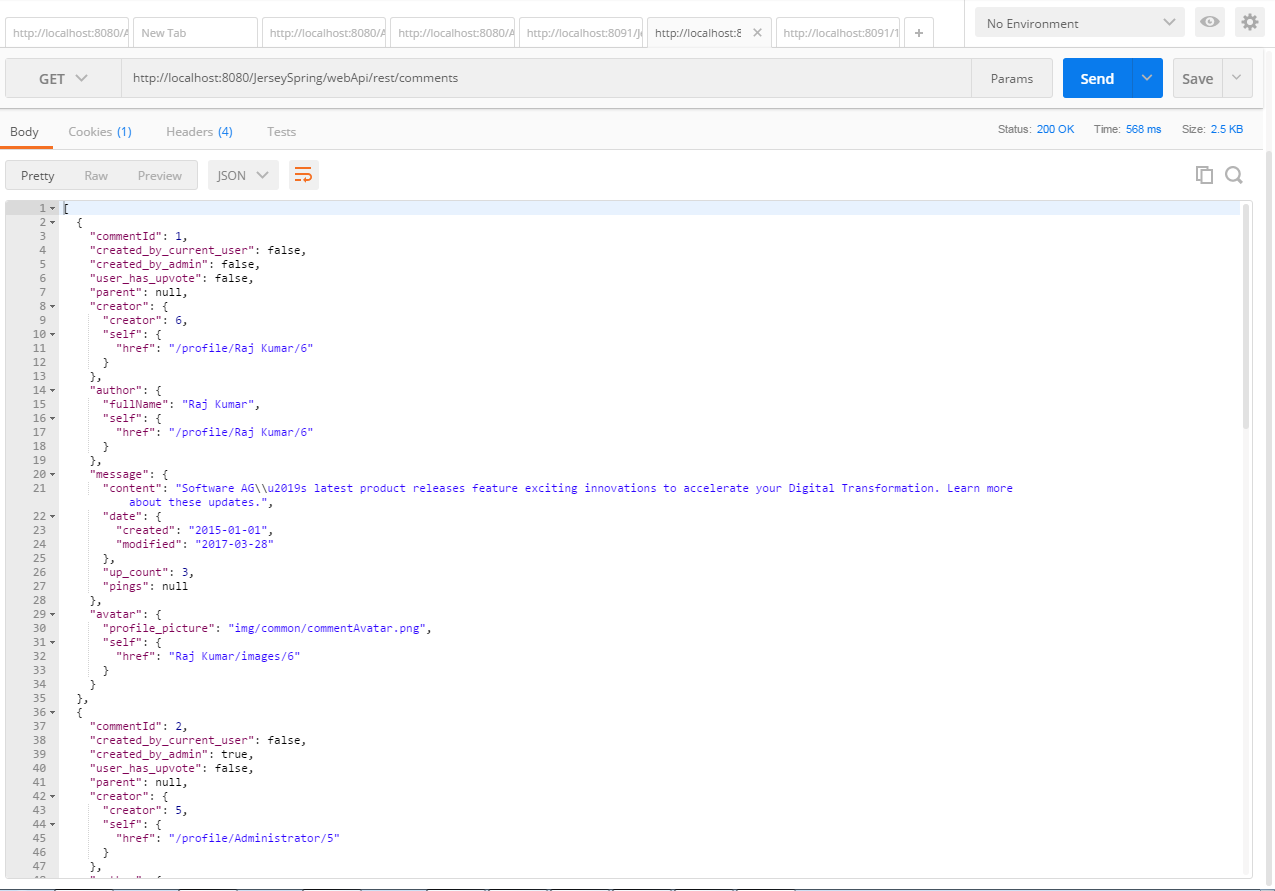 http://localhost:8080/A New Tab http://localhost:8080/A http://localhost:8080/A http://localhost:8091/Je http://localhost:8 × http://localhost:8091/1 + No Environment
GET http://localhost:8080/JerseySpring/webApi/rest/comments Params Send Save
Body Cookies (1) Headers (4) Tests Status: 200 OK Time: 568 ms Size: 2.5 KB
Pretty Raw Preview JSON
1 [
2 {
3 "commentId": 1,
4 "created_by_current_user": false,
5 "created_by_admin": false,
6 "user_has_upvote": false,
7 "parent": null,
8 "creator": {
9 "creator": 6,
10 "self": {
11 "href": "/profile/Raj Kumar/6"
12 }
13 },
14 "author": {
15 "fullName": "Raj Kumar",
16 "self": {
17 "href": "/profile/Raj Kumar/6"
18 }
19 },
20 "message": {
21 "content": "Software AG\\u2019s latest product releases feature exciting innovations to accelerate your Digital Transformation. Learn more
about these updates.",
22 "date": {
23 "created": "2015-01-01",
24 "modified": "2017-03-28"
25 },
26 "up_count": 3,
27 "pings": null
28 },
29 "avatar": {
30 "profile_picture": "img/common/commentAvatar.png",
31 "self": {
32 "href": "Raj Kumar/images/6"
33 }
34 }
35 },
36 {
37 "commentId": 2,
38 "created_by_current_user": false,
39 "created_by_admin": true,
40 "user_has_upvote": false,
41 "parent": null,
42 "creator": {
43 "creator": 5,
44 "self": {
45 "href": "/profile/Administrator/5"
46 }
47 },